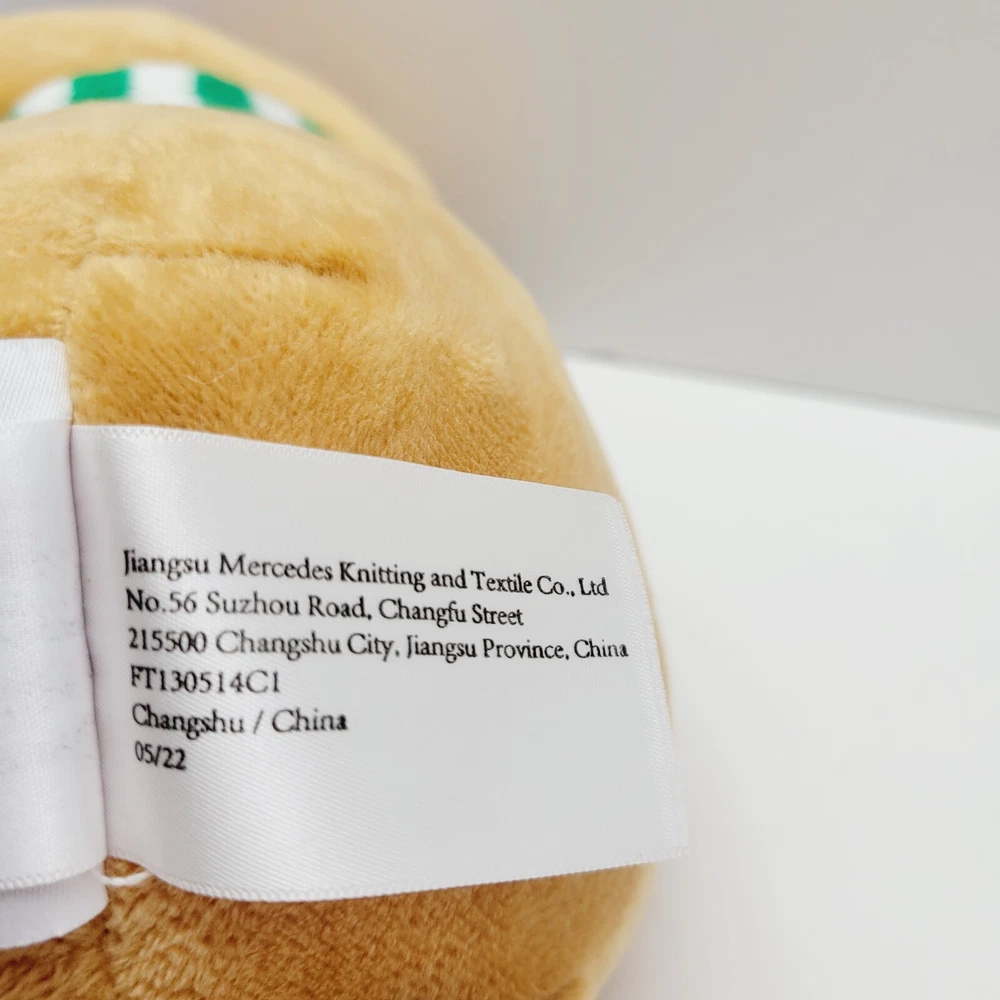 Jiangsu Mercedes Knitting and Textile Co., Ltd
No.56 Suzhou Road, Changfu Street
215500 Changshu City, Jiangsu Province, China
FT130514C1
Changshu / China
05/22